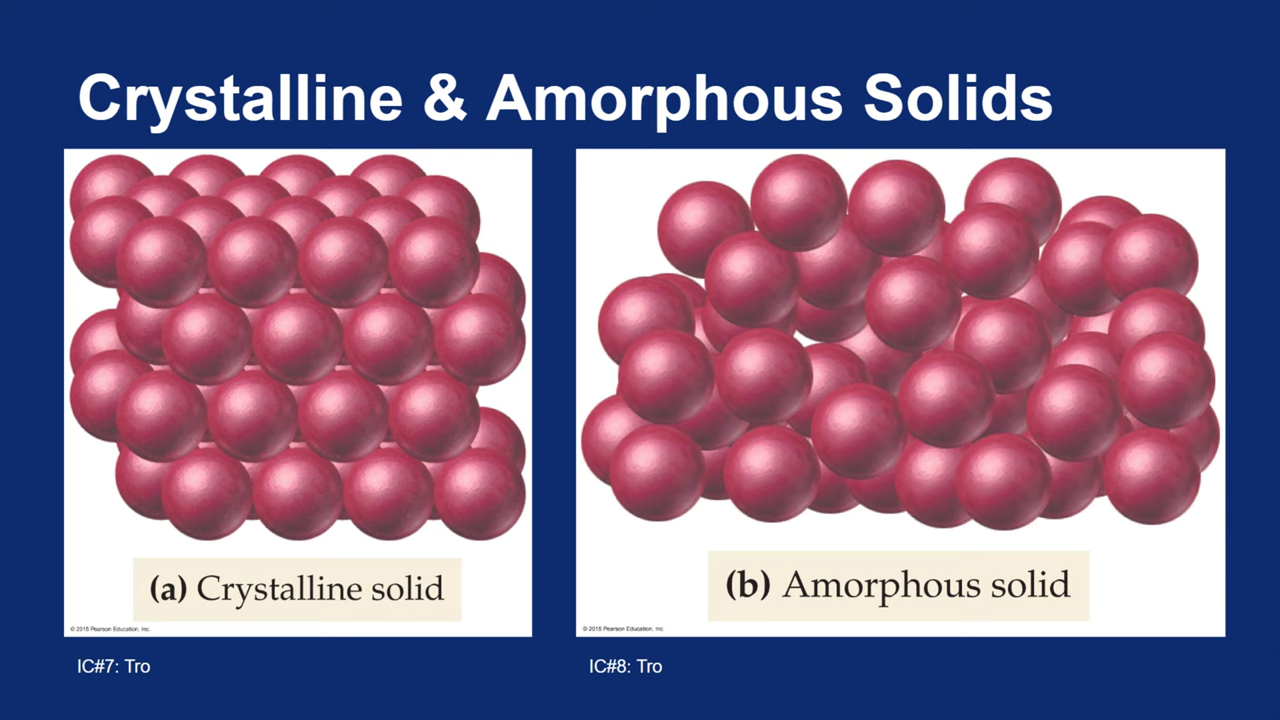 Crystalline & Amorphous Solids
(a) Crystalline solid
© 2015 Pearson Education, Inc.
IC#7: Tro
(b) Amorphous solid
© 2015 Pearson Education, Inc.
IC#8: Tro